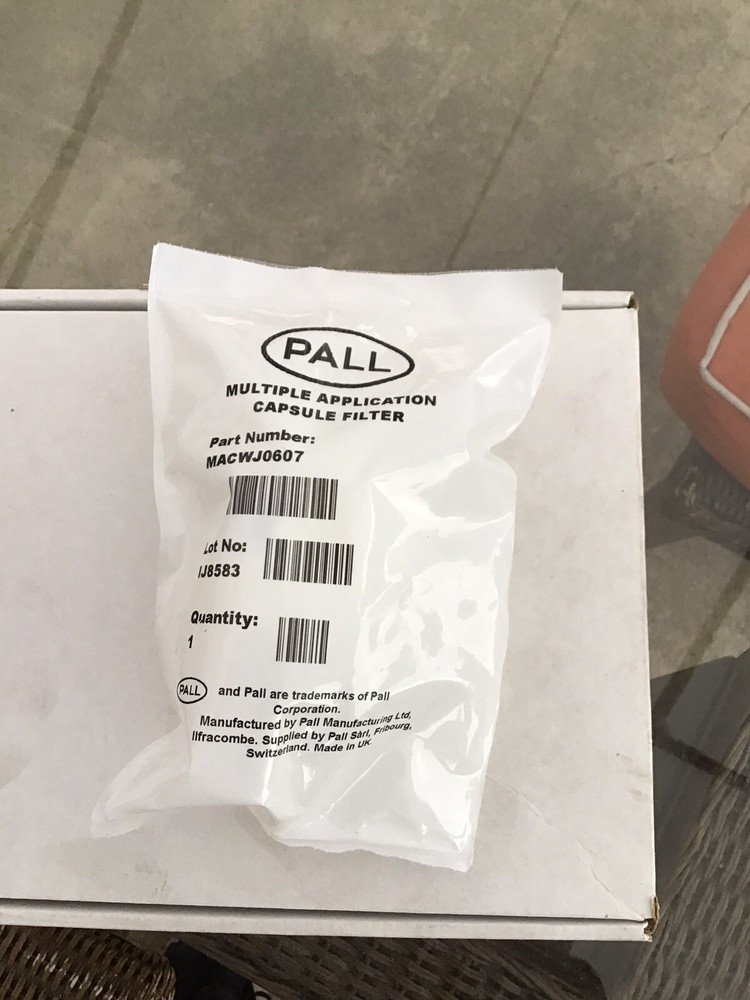 PALL
MULTIPLE APPLICATION
CAPSULE FILTER
Part Number:
MACWJ0607
Lot No:
IJ8583
Quantity:
1
PALL and Pall are trademarks of Pall
Corporation.
Manufactured by Pall Manufacturing Ltd,
Ilfracombe. Supplied by Pall Sàrl, Fribourg,
Switzerland. Made in UK.